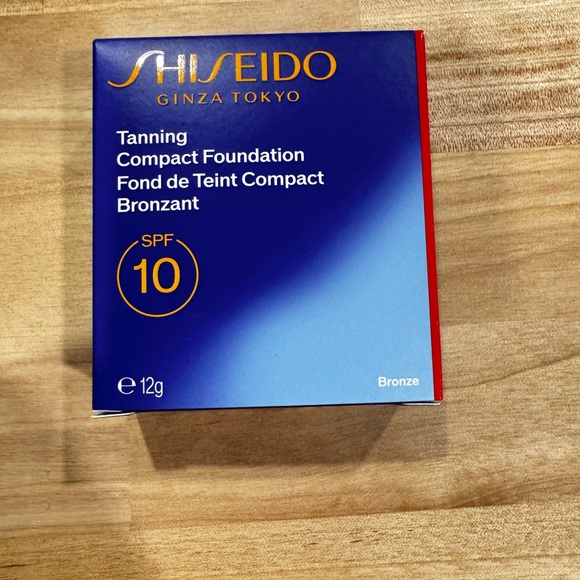 SHISEIDO
GINZA TOKYO
Tanning
Compact Foundation
Fond de Teint Compact
Bronzant
SPF
10
℮ 12g
Bronze